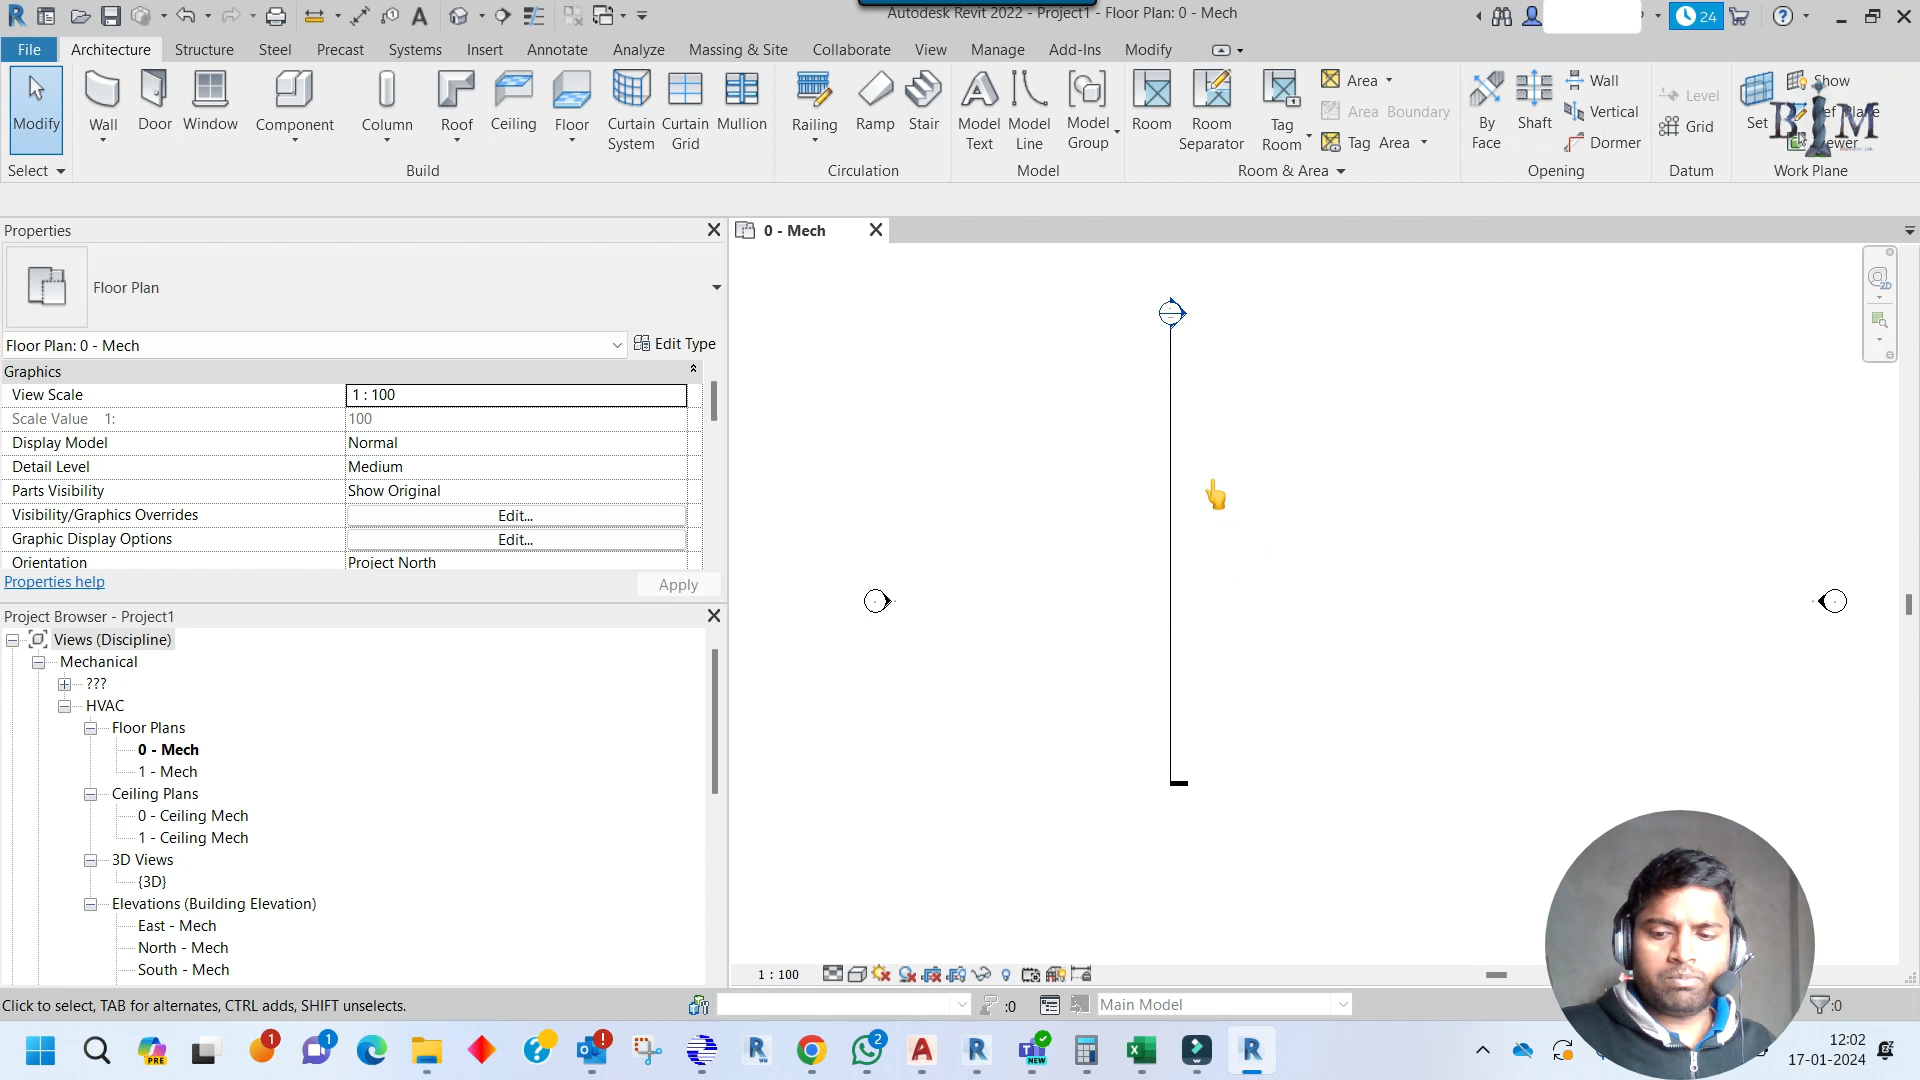 Autodesk Revit 2022 - Project1 - Floor Plan: 0 - Mech
24
File Architecture Structure Steel Precast Systems Insert Annotate Analyze Massing & Site Collaborate View Manage Add-Ins Modify
Modify Wall Door Window Component Column Roof Ceiling Floor Curtain System Curtain Grid Mullion Railing Ramp Stair Model Text Model Line Model Group Room Room Separator Tag Room
Area
Area Boundary
Tag Area
By Face Shaft
Wall
Vertical
Dormer
Level
Grid
Set
Show
BIM
Select Build Circulation Model Room & Area Opening Datum Work Plane
Properties
0 - Mech
Floor Plan
Floor Plan: 0 - Mech
Edit Type
Graphics
View Scale 1 : 100
Scale Value 1: 100
Display Model Normal
Detail Level Medium
Parts Visibility Show Original
Visibility/Graphics Overrides Edit...
Graphic Display Options Edit...
Orientation Project North
Properties help
Apply
Project Browser - Project1
Views (Discipline)
Mechanical
???
HVAC
Floor Plans
0 - Mech
1 - Mech
Ceiling Plans
0 - Ceiling Mech
1 - Ceiling Mech
3D Views
{3D}
Elevations (Building Elevation)
East - Mech
North - Mech
South - Mech
1 : 100
Click to select, TAB for alternates, CTRL adds, SHIFT unselects.
:0
Main Model
:0
12:02
17-01-2024